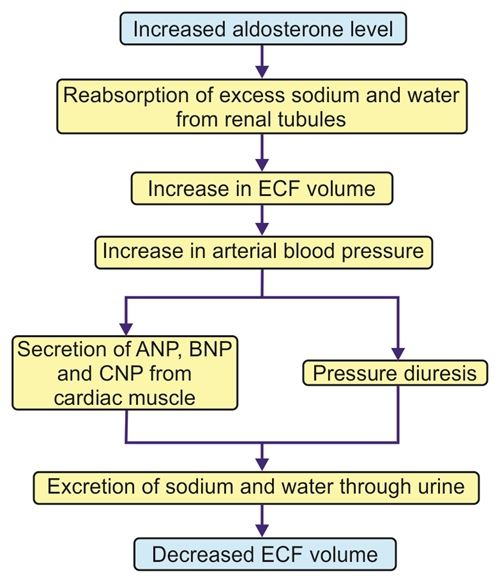 Increased aldosterone level
Reabsorption of excess sodium and water
from renal tubules
Increase in ECF volume
Increase in arterial blood pressure
Secretion of ANP, BNP
and CNP from
cardiac muscle
Pressure diuresis
Excretion of sodium and water through urine
Decreased ECF volume